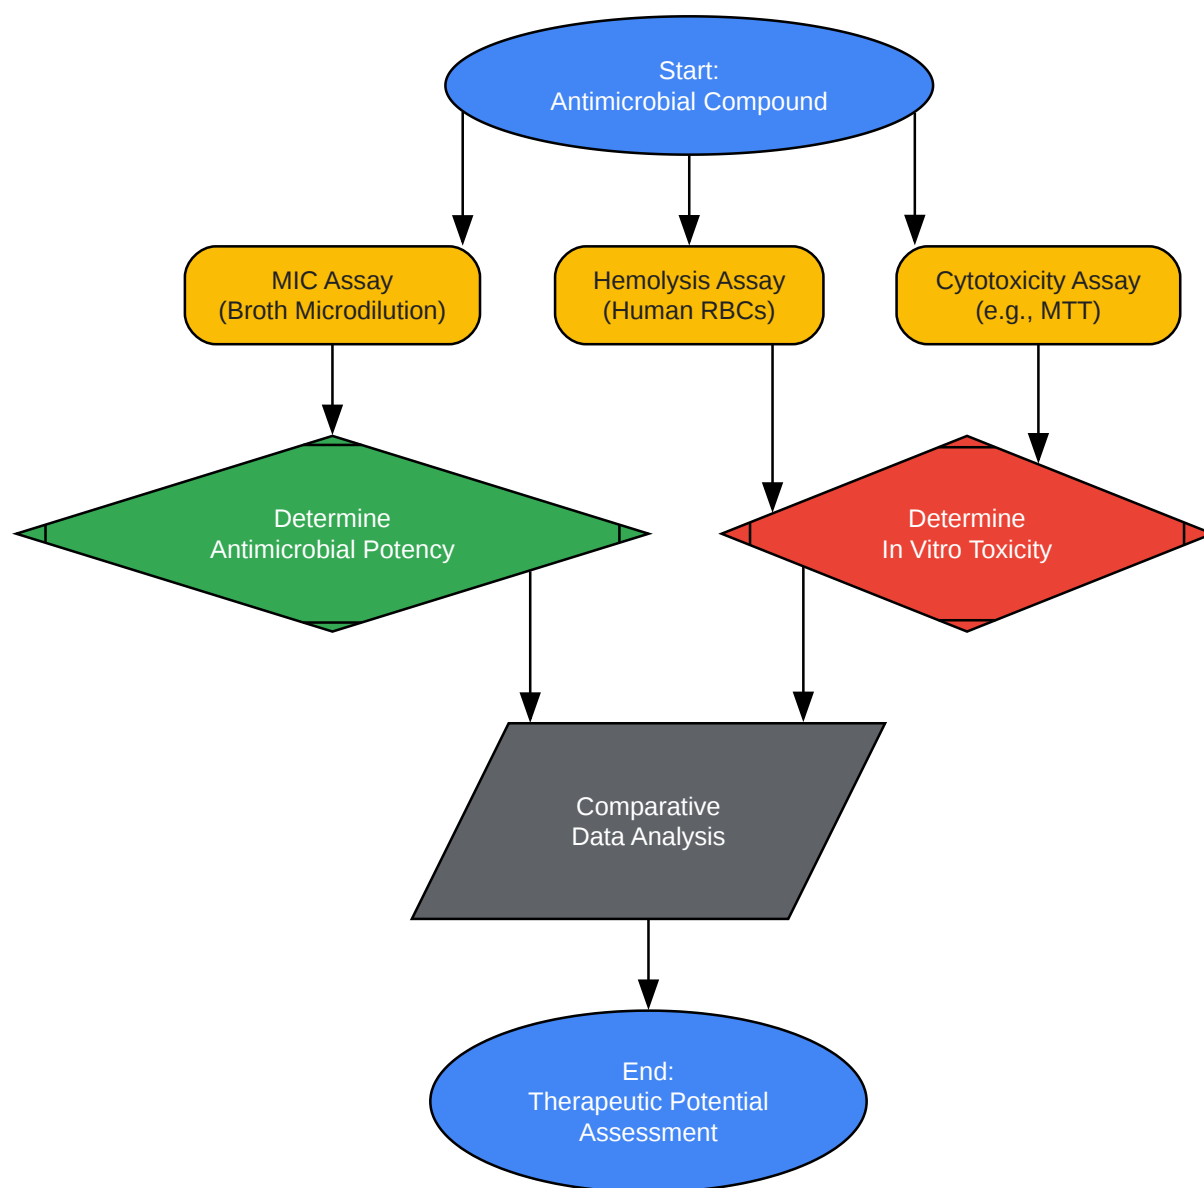 Start:
Antimicrobial Compound
MIC Assay
(Broth Microdilution)
Hemolysis Assay
(Human RBCs)
Cytotoxicity Assay
(e.g., MTT)
Determine
Antimicrobial Potency
Determine
In Vitro Toxicity
Comparative
Data Analysis
End:
Therapeutic Potential
Assessment